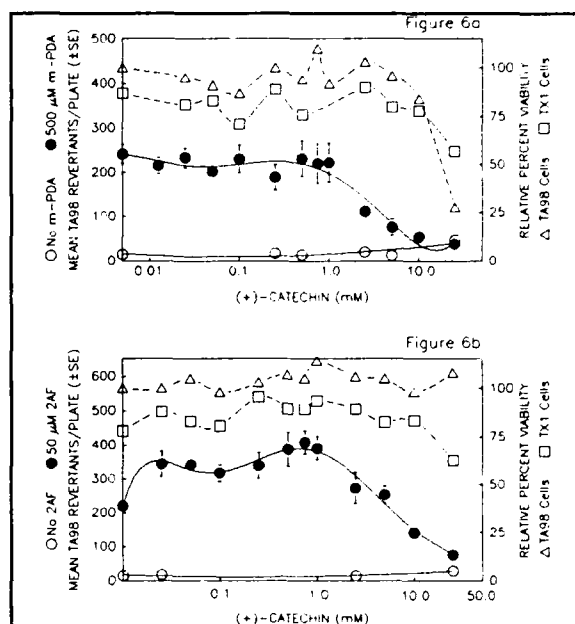 Figure 6a
○ No m-PDA ● 500 µM m-PDA
MEAN TA98 REVERTANTS/PLATE (±SE)
500
400
300
200
100
0
RELATIVE PERCENT VIABILITY
△ TA98 Cells □ TX1 Cells
100
75
50
25
0
0.01 0.1 1.0 10.0
(+)-CATECHIN (mM)
Figure 6b
○ No 2AF ● 50 µM 2AF
MEAN TA98 REVERTANTS/PLATE (±SE)
600
500
400
300
200
100
0
RELATIVE PERCENT VIABILITY
△ TA98 Cells □ TX1 Cells
100
75
50
25
0
0.1 1.0 10.0 50.0
(+)-CATECHIN (mM)